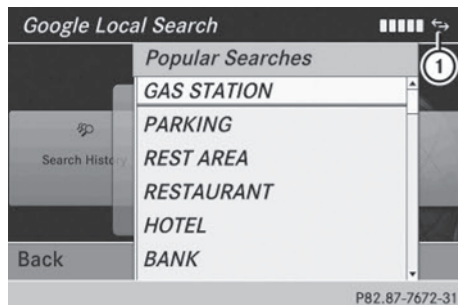 Google Local Search
1
Popular Searches
GAS STATION
PARKING
Search History
REST AREA
RESTAURANT
HOTEL
Back
BANK
P82.87-7672-31